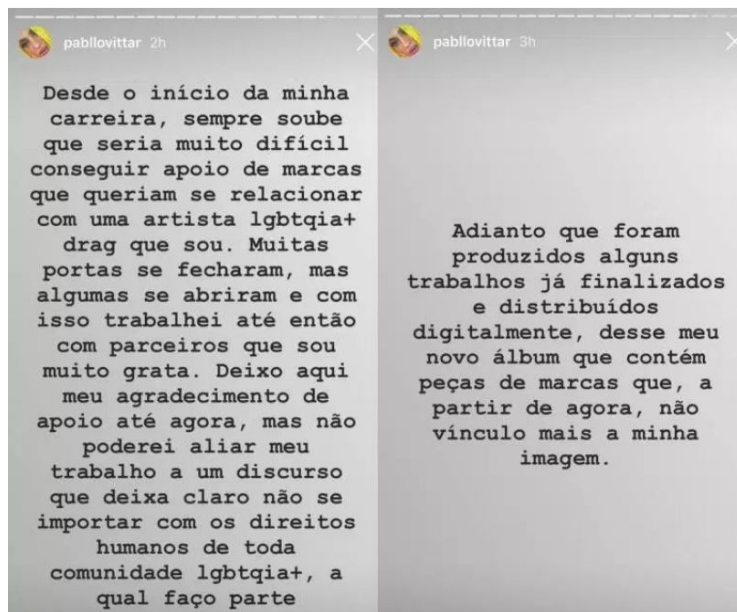 pabllovittar 2h
Desde o início da minha
carreira, sempre soube
que seria muito difícil
conseguir apoio de marcas
que queriam se relacionar
com uma artista lgbtqia+
drag que sou. Muitas
portas se fecharam, mas
algumas se abriram e com
isso trabalhei até então
com parceiros que sou
muito grata. Deixo aqui
meu agradecimento de
apoio até agora, mas não
poderei aliar meu
trabalho a um discurso
que deixa claro não se
importar com os direitos
humanos de toda
comunidade lgbtqia+, a
qual faço parte
pabllovittar 3h
Adianto que foram
produzidos alguns
trabalhos já finalizados
e distribuídos
digitalmente, desse meu
novo álbum que contém
peças de marcas que, a
partir de agora, não
vínculo mais a minha
imagem.